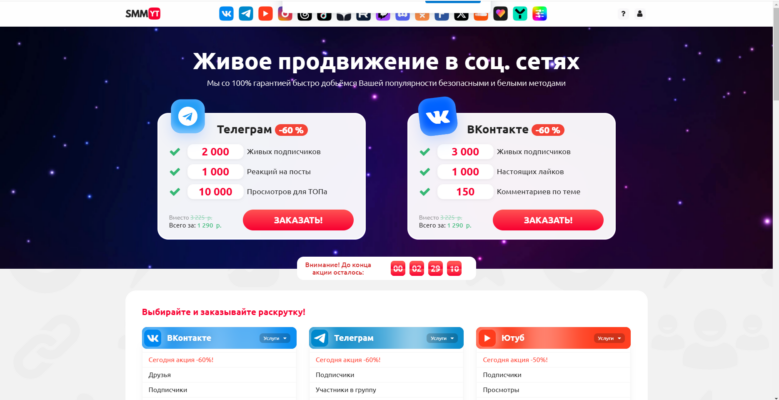 SMMYT
?
Живое продвижение в соц. сетях
Мы со 100% гарантией быстро добьёмся Вашей популярности безопасными и белыми методами
Телеграм -60 %
2 000 Живых подписчиков
1 000 Реакций на посты
10 000 Просмотров для ТОПа
Вместо 3 225 р.
Всего за: 1 290 р.
ЗАКАЗАТЬ!
ВКонтакте -60 %
3 000 Живых подписчиков
1 000 Настоящих лайков
150 Комментариев по теме
Вместо 3 225 р.
Всего за: 1 290 р.
ЗАКАЗАТЬ!
Внимание! До конца
акции осталось:
00 02 29 10
Выбирайте и заказывайте раскрутку!
ВКонтакте Услуги
Сегодня акция -60%!
Друзья
Подписчики
Телеграм Услуги
Сегодня акция -60%!
Подписчики
Участники в группу
Ютуб Услуги
Сегодня акция -50%!
Подписчики
Просмотры